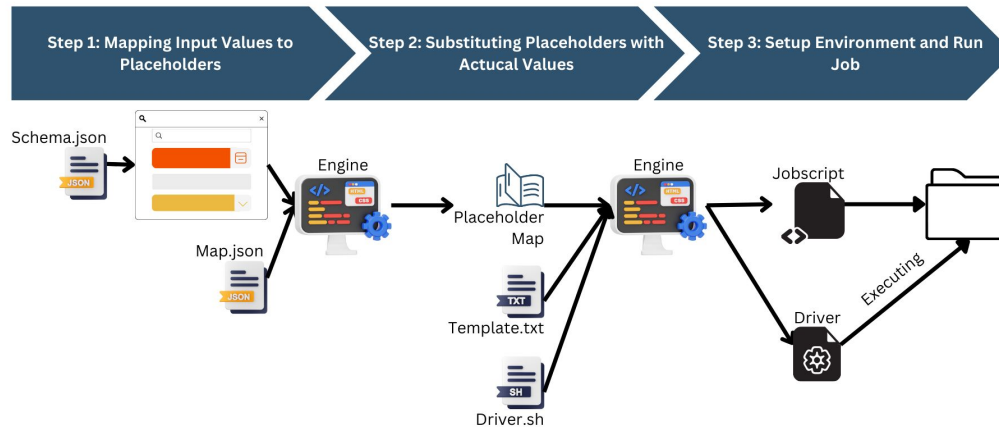 Step 1: Mapping Input Values to
Placeholders
Step 2: Substituting Placeholders with
Actucal Values
Step 3: Setup Environment and Run
Job
Schema.json
JSON
Map.json
JSON
Engine
</>
HTML
CSS
Placeholder
Map
TXT
Template.txt
SH
Driver.sh
Engine
</>
HTML
CSS
Jobscript
<>
Driver
Executing